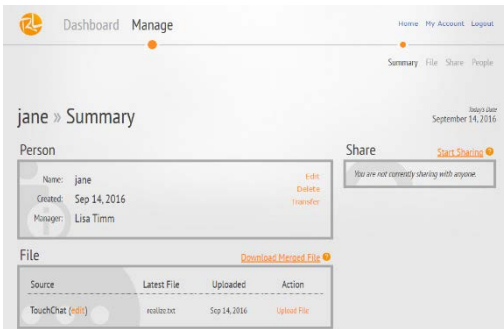 Dashboard Manage
Home My Account Logout
Summary File Share People
jane » Summary
Today's Date
September 14, 2016
Person
Name: jane
Created: Sep 14, 2016
Manager: Lisa Timm
Edit
Delete
Transfer
Share
Start Sharing ?
You are not currently sharing with anyone.
File
Download Merged File ?
Source Latest File Uploaded Action
TouchChat (edit) realize.txt Sep 14, 2016 Upload File